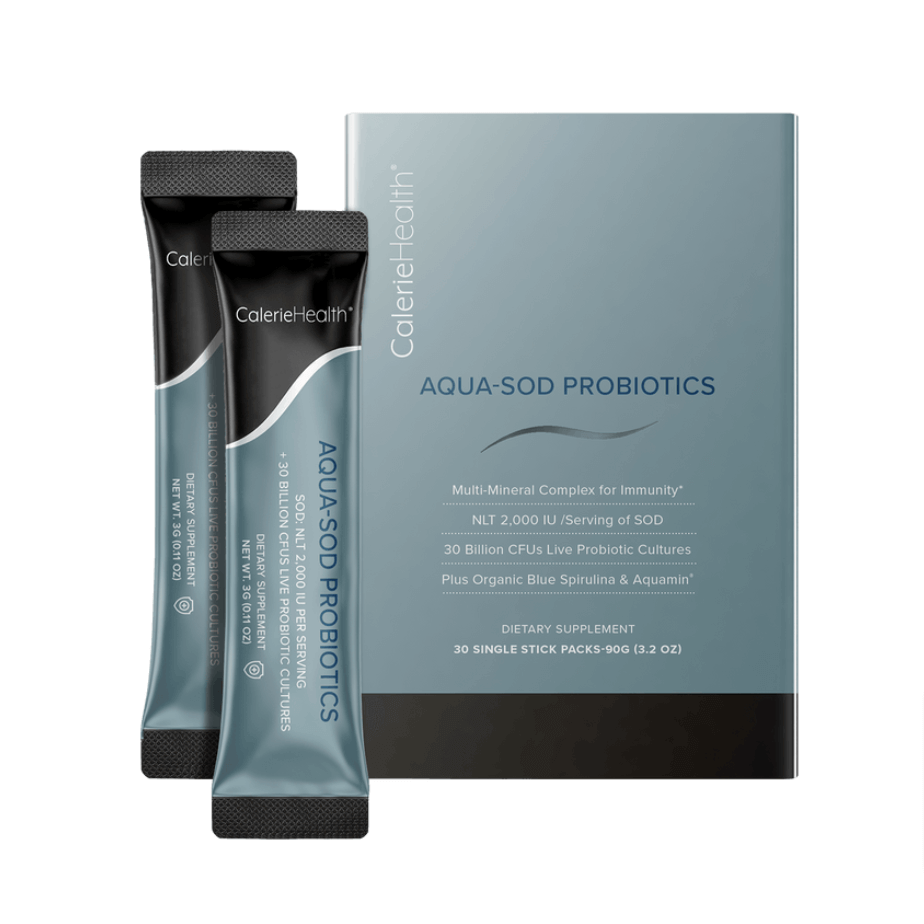 CalerieHealth®
AQUA-SOD PROBIOTICS
Multi-Mineral Complex for Immunity*
NLT 2,000 IU /Serving of SOD
30 Billion CFUs Live Probiotic Cultures
Plus Organic Blue Spirulina & Aquamin®
DIETARY SUPPLEMENT
30 SINGLE STICK PACKS-90G (3.2 OZ)
CalerieHealth®
AQUA-SOD PROBIOTICS
SOD: NLT 2,000 IU PER SERVING
+ 30 BILLION CFUS LIVE PROBIOTIC CULTURES
DIETARY SUPPLEMENT
NET WT. 3G (0.11 OZ)
Caleri
+ 30 BILLION CFUS LIVE PROBIOTIC CULTURES
DIETARY SUPPLEMENT
NET WT. 3G (0.11 OZ)